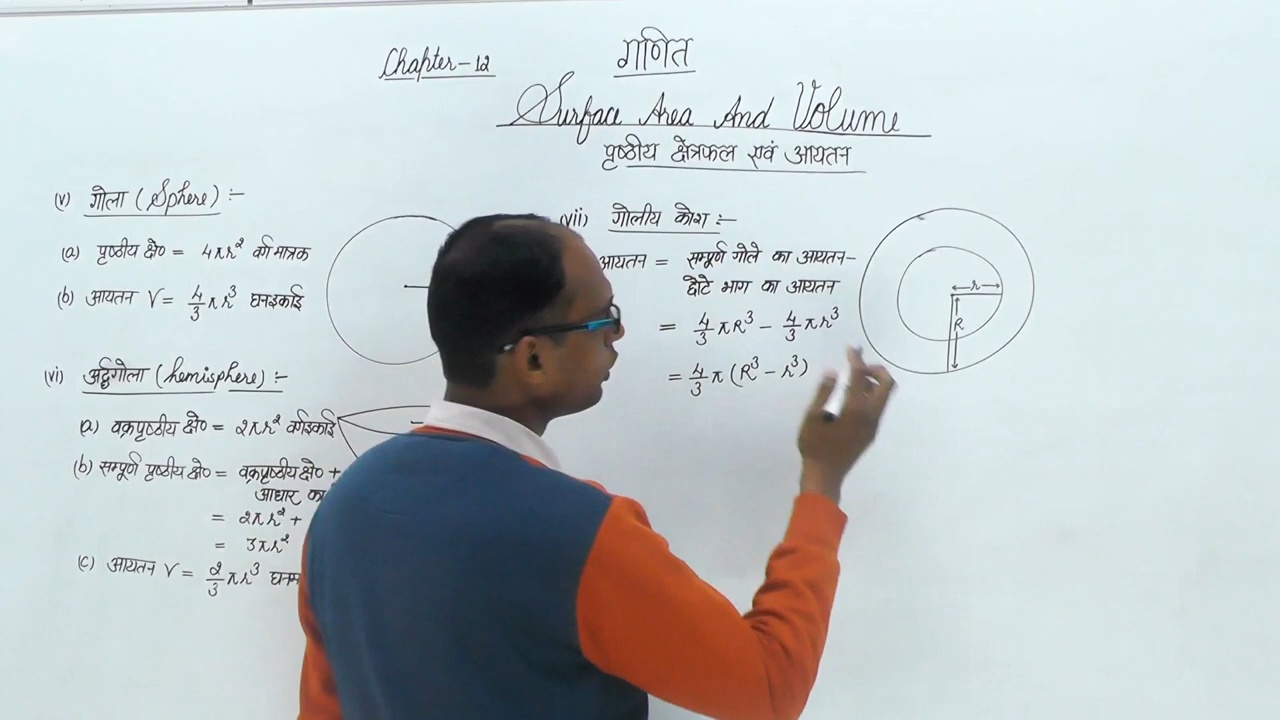 Chapter-12
गणित
Surface Area And Volume
पृष्ठीय क्षेत्रफल एवं आयतन
(v) गोला (Sphere) :-
(a) पृष्ठीय क्षे० = 4πr² वर्ग मात्रक
(b) आयतन V = 4/3 πr³ घनइकाई
(vi) अर्द्धगोला (hemisphere) :-
(a) वक्रपृष्ठीय क्षे० = 2πr² वर्गइकाई
(b) सम्पूर्ण पृष्ठीय क्षे० = वक्रपृष्ठीय क्षे० +
आधार का
= 2πr² +
= 3πr²
(c) आयतन V = 2/3 πr³
(vii) गोलीय कोश :-
आयतन = सम्पूर्ण गोले का आयतन-
छोटे भाग का आयतन
= 4/3 πR³ - 4/3 πr³
= 4/3 π (R³ - r³)
r
R